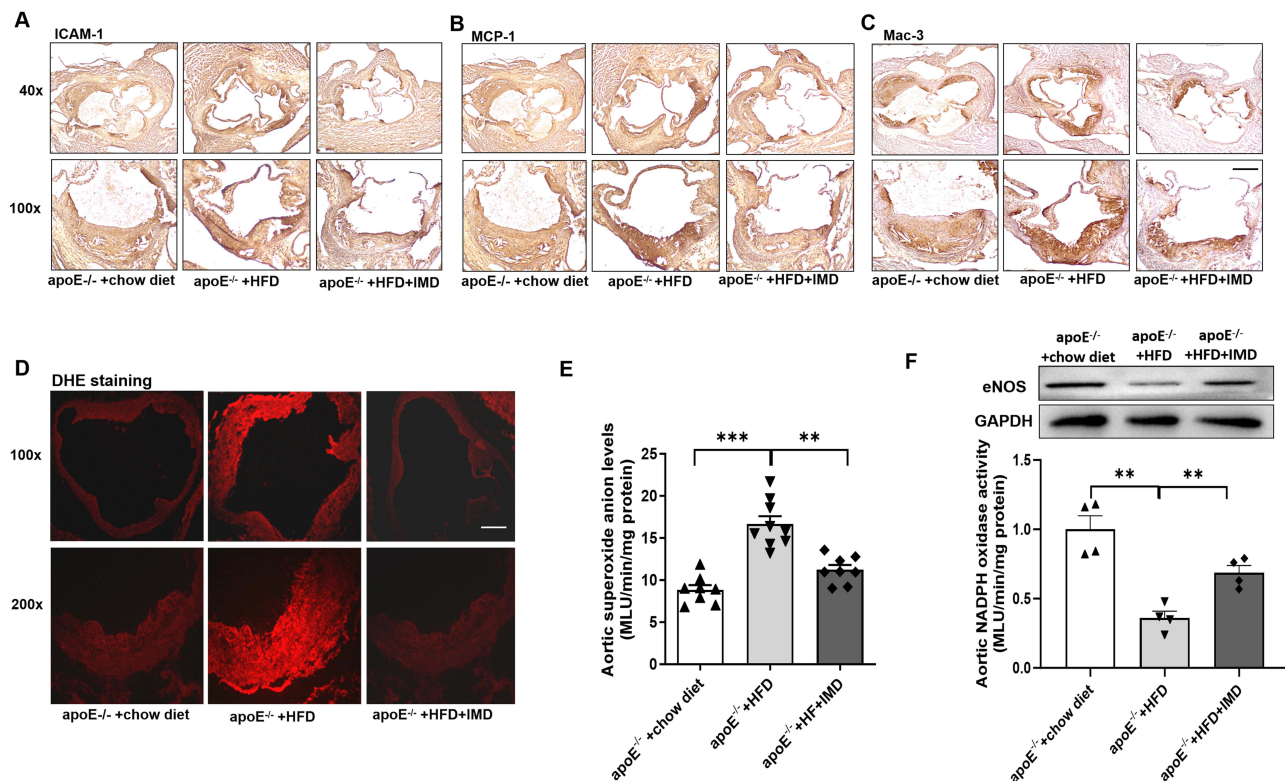 A
ICAM-1
B
MCP-1
C
Mac-3
40x
100x
apoE-/- +chow diet
apoE⁻/⁻ +HFD
apoE⁻/⁻ +HFD+IMD
apoE-/- +chow diet
apoE⁻/⁻ +HFD
apoE⁻/⁻ +HFD+IMD
apoE-/- +chow diet
apoE⁻/⁻ +HFD
apoE⁻/⁻ +HFD+IMD
D
DHE staining
100x
200x
apoE-/- +chow diet
apoE⁻/⁻ +HFD
apoE⁻/⁻ +HFD+IMD
E
Aortic superoxide anion levels
(MLU/min/mg protein)
25
20
15
10
5
0
***
**
apoE⁻/⁻ +chow diet
apoE⁻/⁻ +HFD
apoE⁻/⁻ +HF+IMD
F
apoE⁻/⁻
+chow diet
apoE⁻/⁻
+HFD
apoE⁻/⁻
+HFD+IMD
eNOS
GAPDH
Aortic NADPH oxidase activity
(MLU/min/mg protein)
1.5
1.0
0.5
0.0
**
**
apoE⁻/⁻ +chow diet
apoE⁻/⁻ +HFD
apoE⁻/⁻ +HFD+IMD